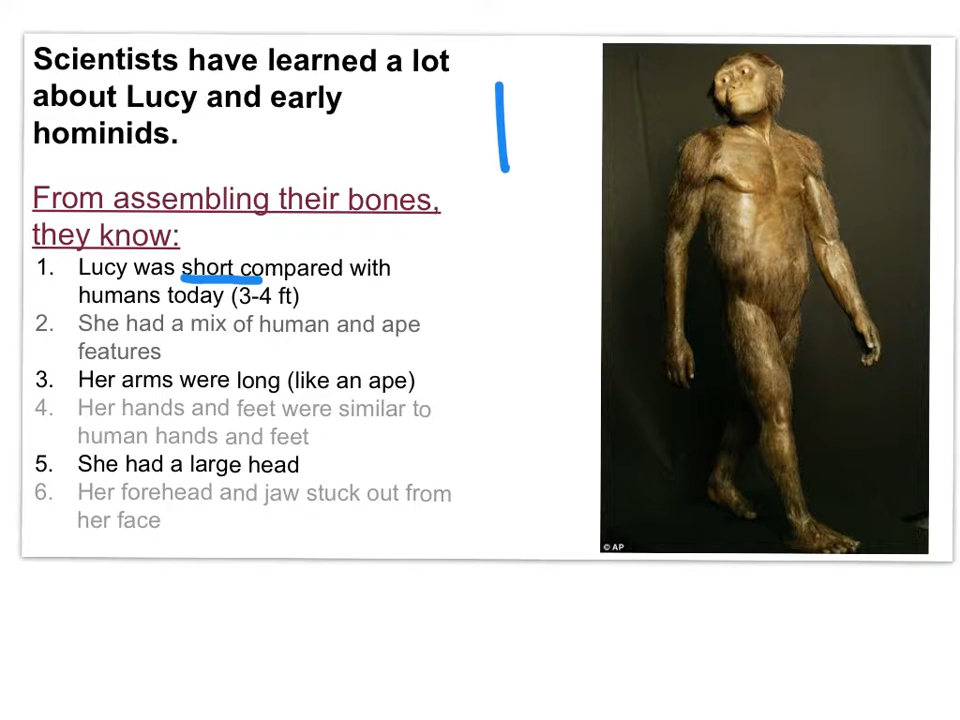 Scientists have learned a lot
about Lucy and early
hominids.
From assembling their bones,
they know:
1. Lucy was short compared with
humans today (3-4 ft)
2. She had a mix of human and ape
features
3. Her arms were long (like an ape)
4. Her hands and feet were similar to
human hands and feet
5. She had a large head
6. Her forehead and jaw stuck out from
her face
© AP